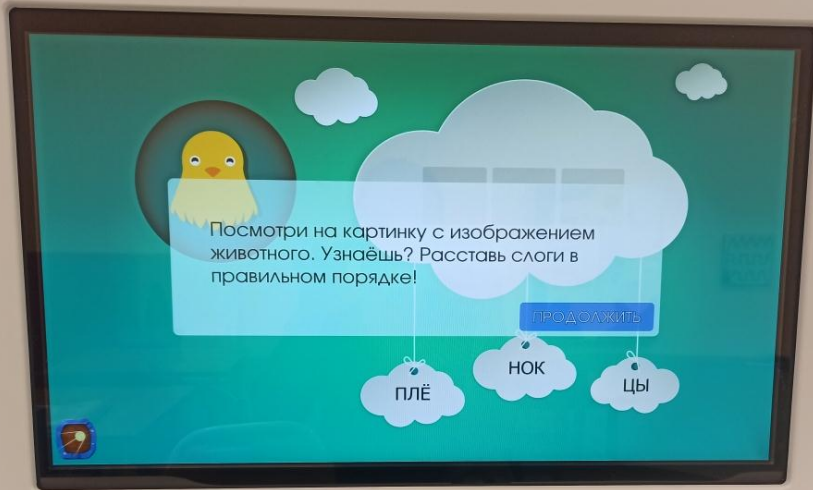 Посмотри на картинку с изображением
животного. Узнаёшь? Расставь слоги в
правильном порядке!
ПРОДОЛЖИТЬ
ПЛЁ
НОК
ЦЫ